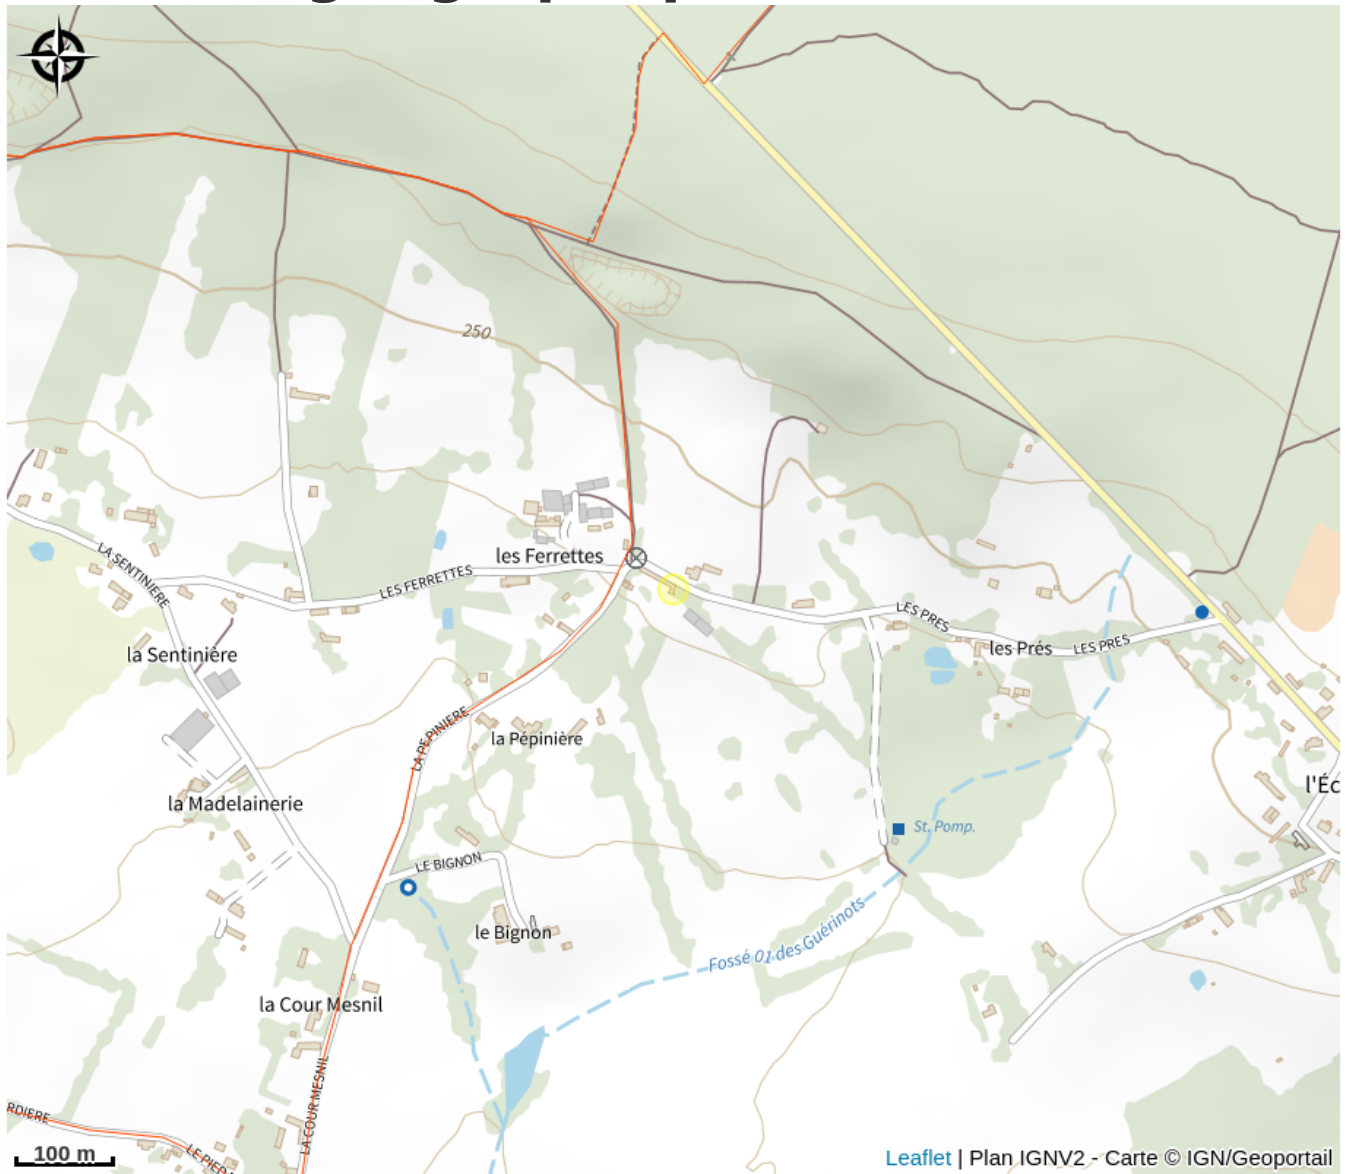 250
LA SENTINIERE
LES FERRETTES
les Ferrettes
LES PRES
les Prés
LES PRES
la Sentinière
LA PEPINIERE
la Pépinière
l'Éc
la Madelainerie
St. Pomp.
LE BIGNON
le Bignon
Fossé 01 des Guérinots
la Cour Mesnil
LA COUR MESNIL
RDIERE
LE PIED
100 m
Leaflet | Plan IGNV2 - Carte © IGN/Geoportail